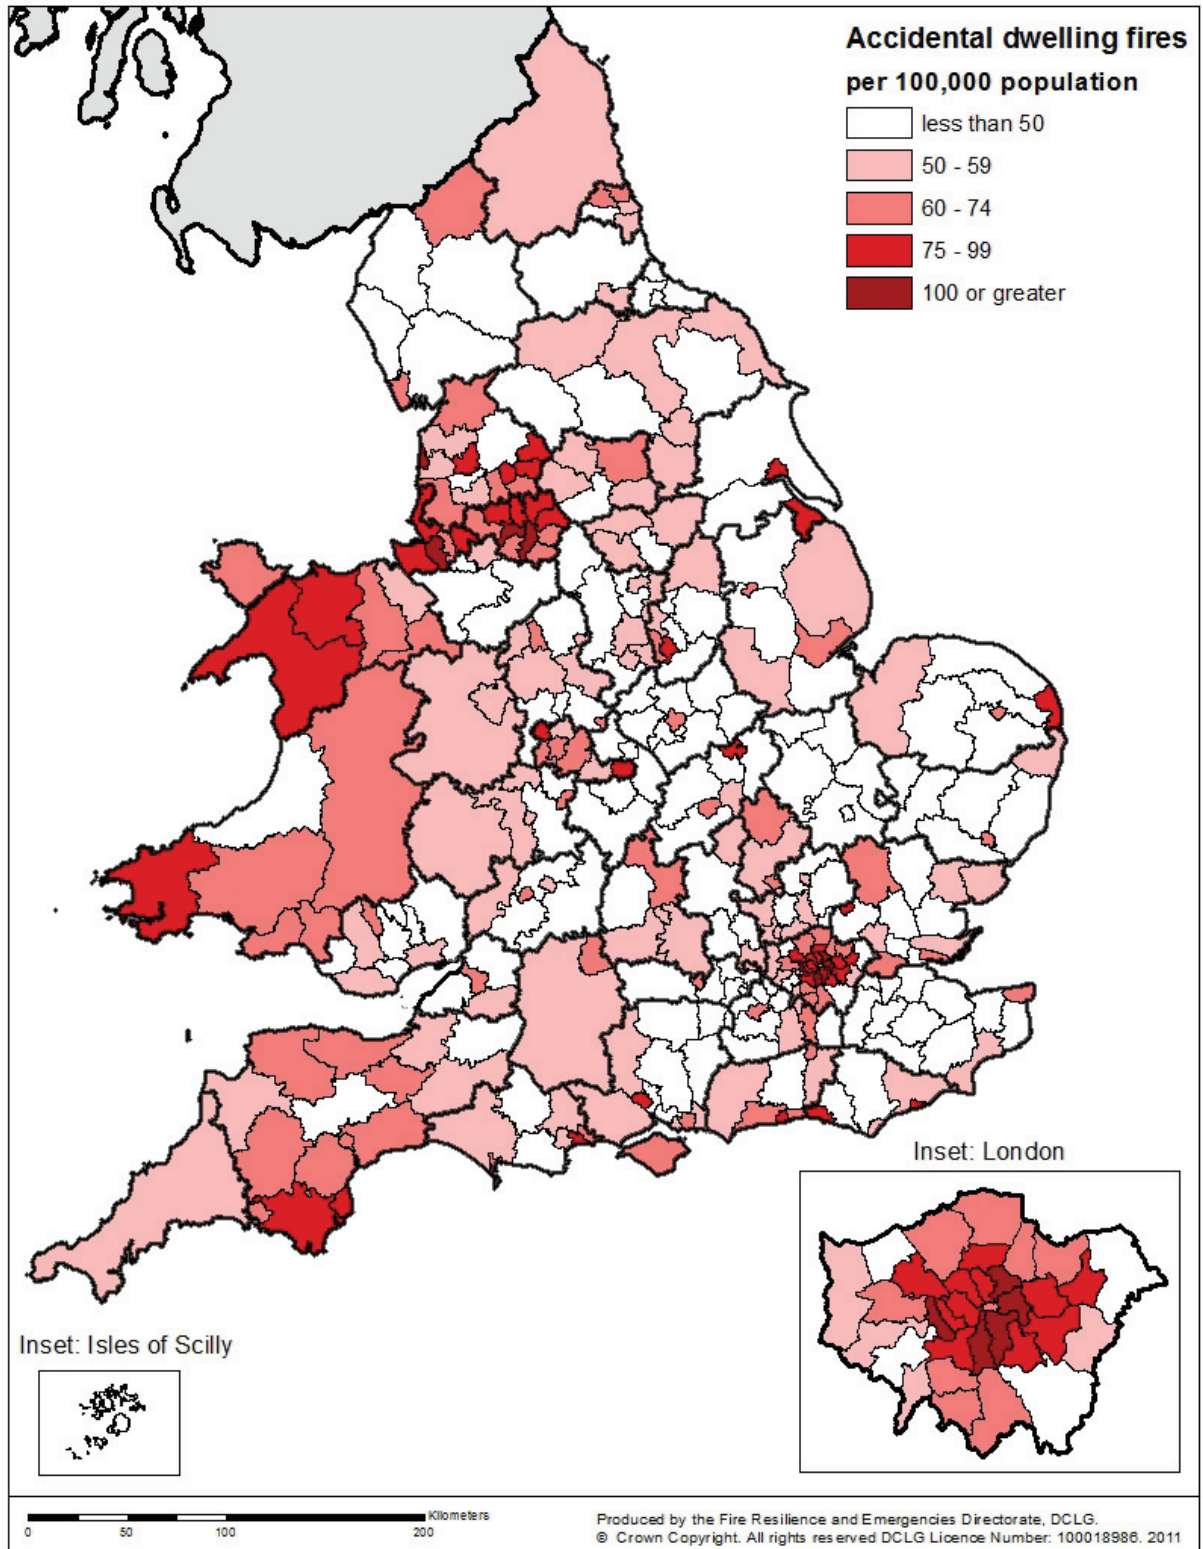 Accidental dwelling fires
per 100,000 population
less than 50
50 - 59
60 - 74
75 - 99
100 or greater
Inset: London
Inset: Isles of Scilly
Kilometers
0 50 100 200
Produced by the Fire Resilience and Emergencies Directorate, DCLG.
© Crown Copyright. All rights reserved DCLG Licence Number: 100018986. 2011